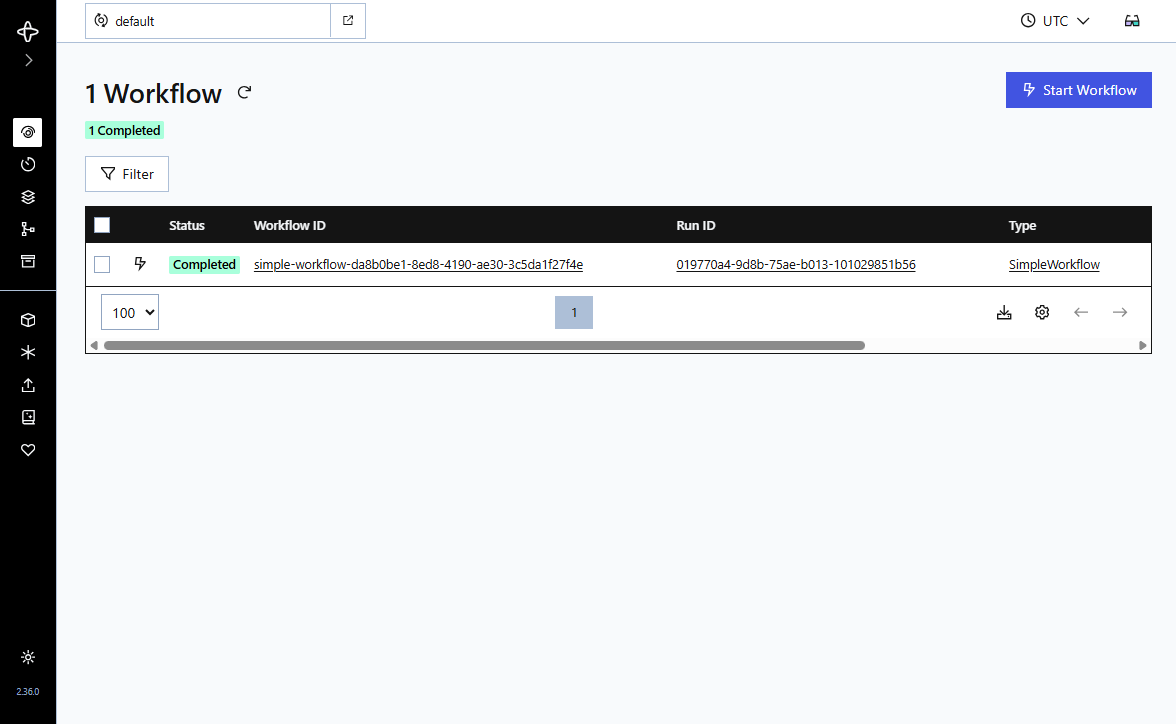 default
UTC
1 Workflow
Start Workflow
1 Completed
Filter
Status Workflow ID Run ID Type
Completed simple-workflow-da8b0be1-8ed8-4190-ae30-3c5da1f27f4e 019770a4-9d8b-75ae-b013-101029851b56 SimpleWorkflow
100 1
2.36.0